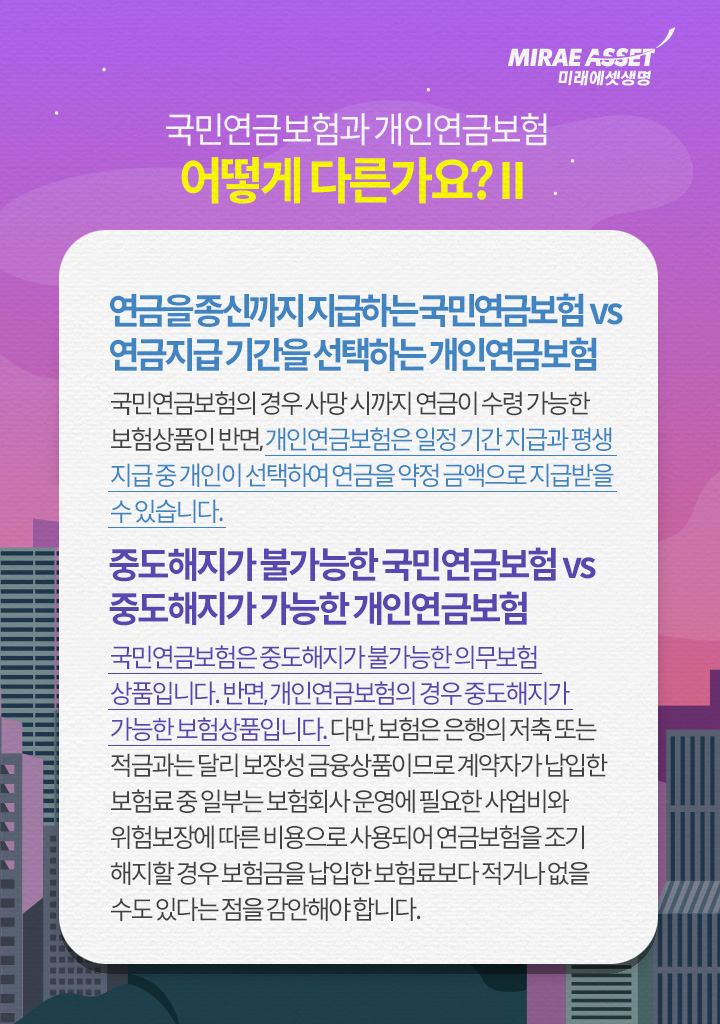 MIRAE ASSET
미래에셋생명
국민연금보험과 개인연금보험
어떻게 다른가요? II
연금을 종신까지 지급하는 국민연금보험 vs
연금지급 기간을 선택하는 개인연금보험
국민연금보험의 경우 사망 시까지 연금이 수령 가능한
보험상품인 반면, 개인연금보험은 일정 기간 지급과 평생
지급 중 개인이 선택하여 연금을 약정 금액으로 지급받을
수 있습니다.
중도해지가 불가능한 국민연금보험 vs
중도해지가 가능한 개인연금보험
국민연금보험은 중도해지가 불가능한 의무보험
상품입니다. 반면, 개인연금보험의 경우 중도해지가
가능한 보험상품입니다. 다만, 보험은 은행의 저축 또는
적금과는 달리 보장성 금융상품이므로 계약자가 납입한
보험료 중 일부는 보험회사 운영에 필요한 사업비와
위험보장에 따른 비용으로 사용되어 연금보험을 조기
해지할 경우 보험금을 납입한 보험료보다 적거나 없을
수도 있다는 점을 감안해야 합니다.